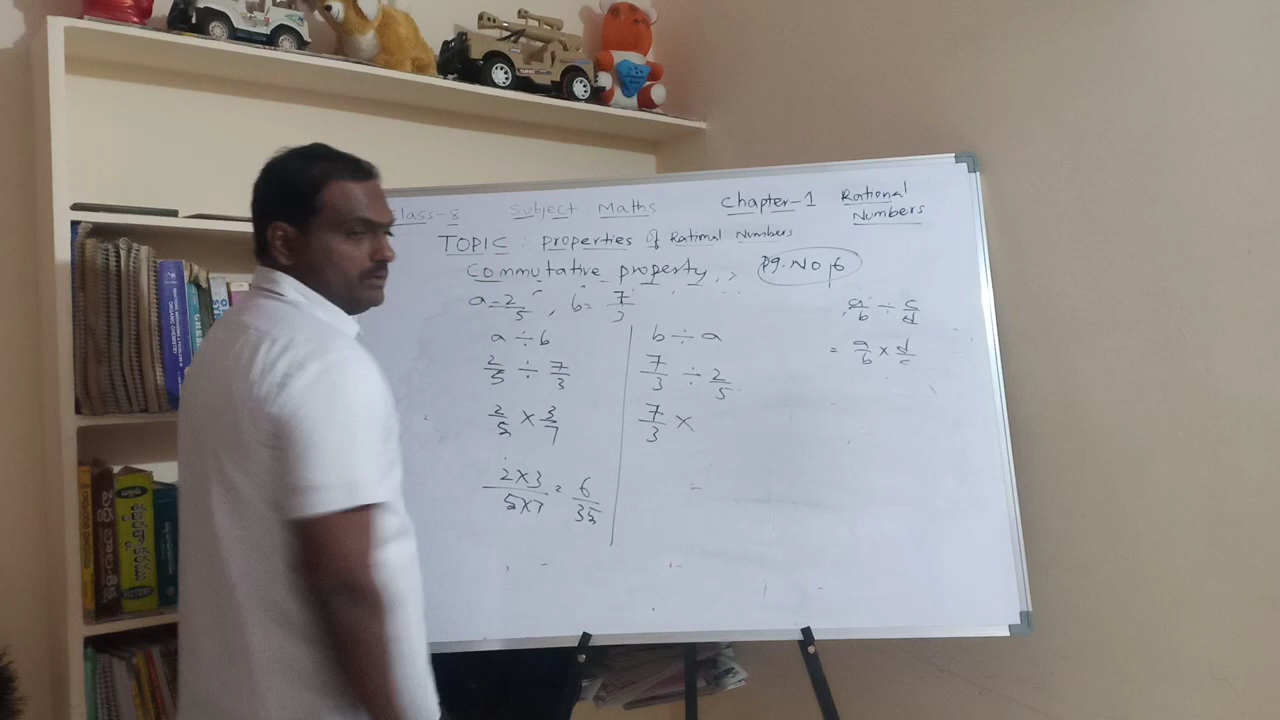 Class-8 Subject Maths Chapter-1 Rational Numbers
TOPIC : Properties of Rational Numbers
Commutative property Pg.No 6
a=2/5, b=7/3
a÷b
2/5 ÷ 7/3
2/5 × 3/7
2×3/5×7 = 6/35
b÷a
7/3 ÷ 2/5
7/3 ×
a/b ÷ c/d
= a/b × d/c
ORGANIC CHEMISTRY